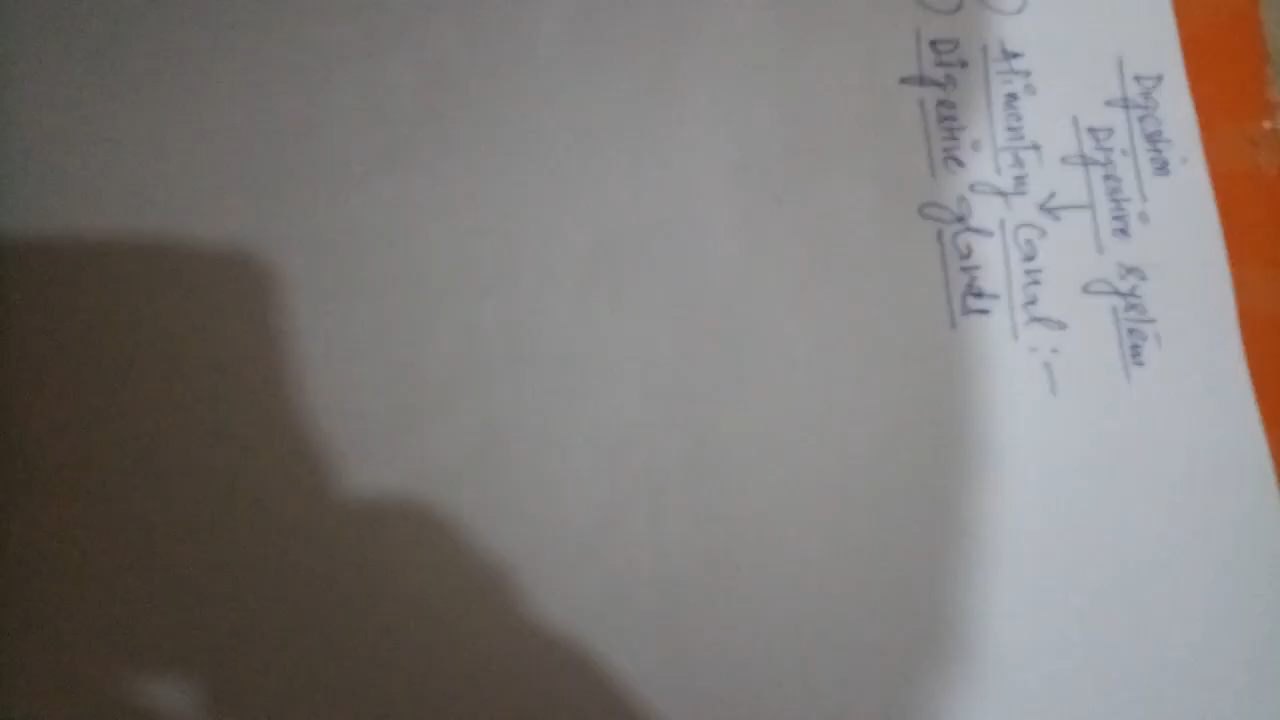 Digestion
Digestive system
↓
) Alimentary Canal :-
) Digestive glands